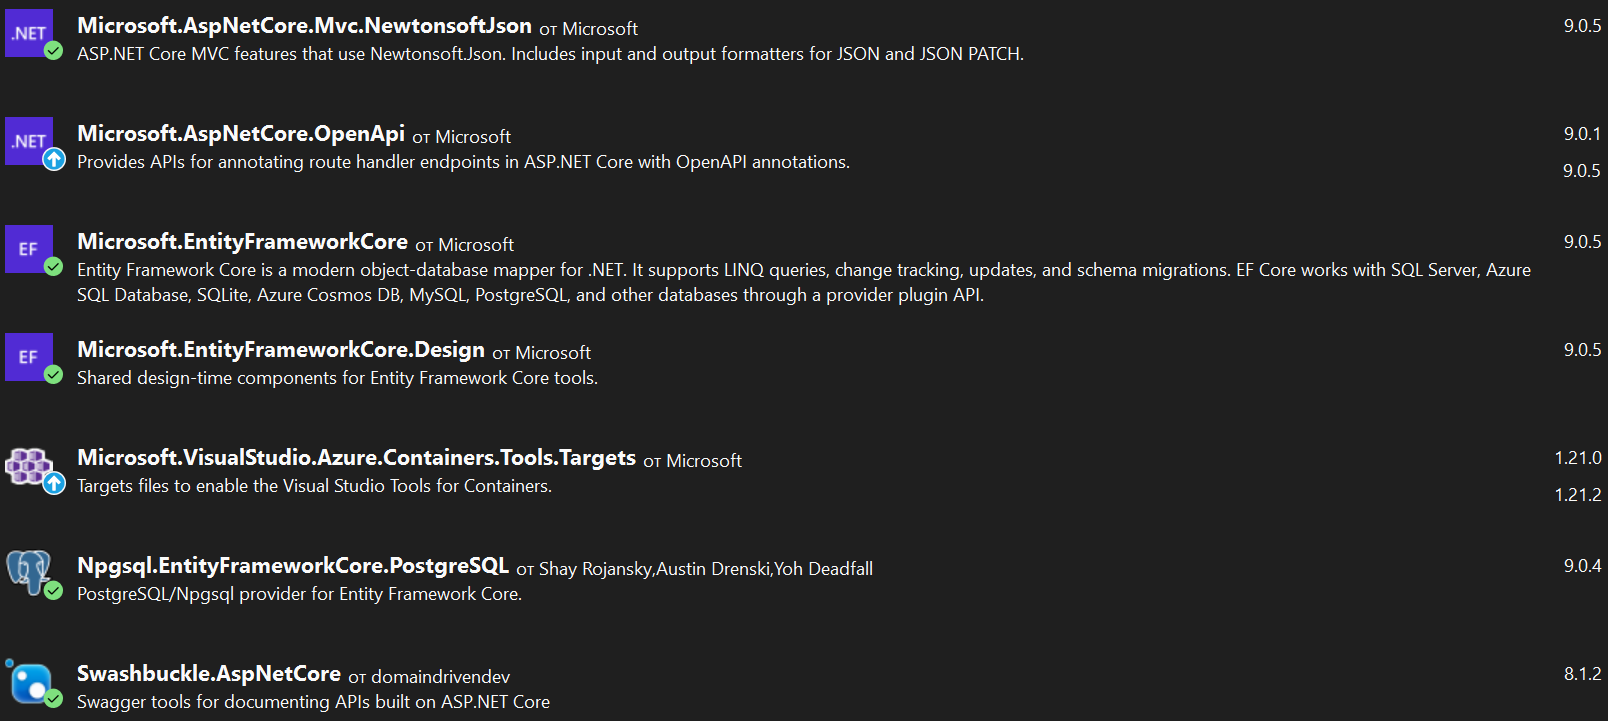 .NET
Microsoft.AspNetCore.Mvc.NewtonsoftJson от Microsoft 9.0.5
ASP.NET Core MVC features that use Newtonsoft.Json. Includes input and output formatters for JSON and JSON PATCH.
.NET
Microsoft.AspNetCore.OpenApi от Microsoft 9.0.1
Provides APIs for annotating route handler endpoints in ASP.NET Core with OpenAPI annotations.
9.0.5
EF
Microsoft.EntityFrameworkCore от Microsoft 9.0.5
Entity Framework Core is a modern object-database mapper for .NET. It supports LINQ queries, change tracking, updates, and schema migrations. EF Core works with SQL Server, Azure
SQL Database, SQLite, Azure Cosmos DB, MySQL, PostgreSQL, and other databases through a provider plugin API.
EF
Microsoft.EntityFrameworkCore.Design от Microsoft 9.0.5
Shared design-time components for Entity Framework Core tools.
Microsoft.VisualStudio.Azure.Containers.Tools.Targets от Microsoft 1.21.0
Targets files to enable the Visual Studio Tools for Containers.
1.21.2
Npgsql.EntityFrameworkCore.PostgreSQL от Shay Rojansky,Austin Drenski,Yoh Deadfall 9.0.4
PostgreSQL/Npgsql provider for Entity Framework Core.
Swashbuckle.AspNetCore от domaindrivendev 8.1.2
Swagger tools for documenting APIs built on ASP.NET Core